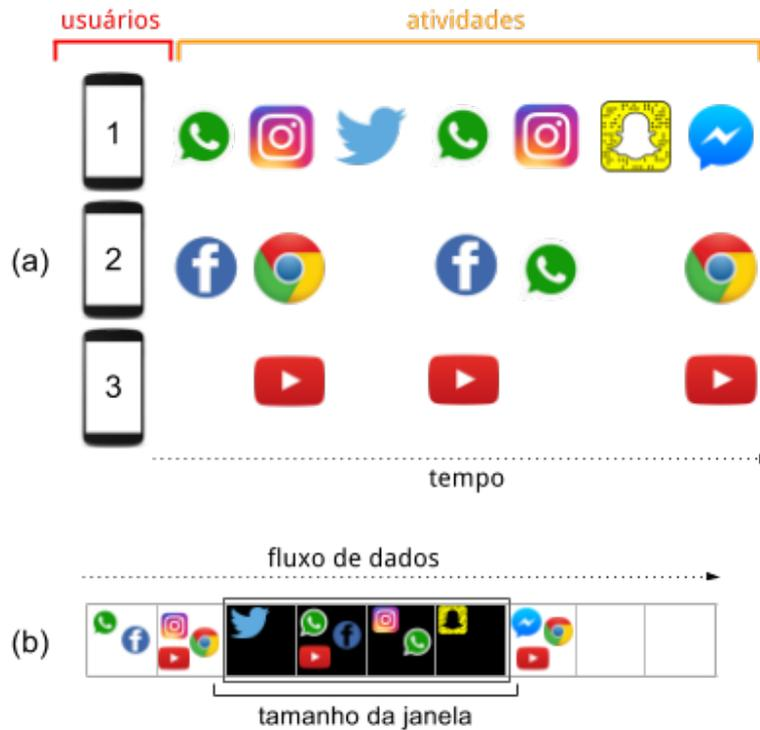 usuários
atividades
1
(a)
2
3
tempo
fluxo de dados
(b)
tamanho da janela